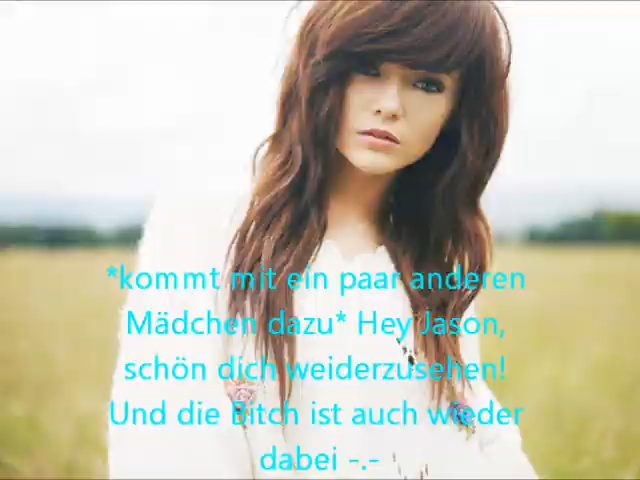 *kommt mit ein paar anderen
Mädchen dazu* Hey Jason,
schön dich weiderzusehen!
Und die Bitch ist auch wieder
dabei -.-